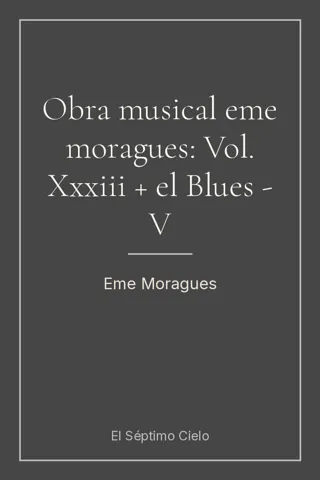 Obra musical eme
moragues: Vol.
Xxxiii + el Blues -
V
Eme Moragues
El Séptimo Cielo